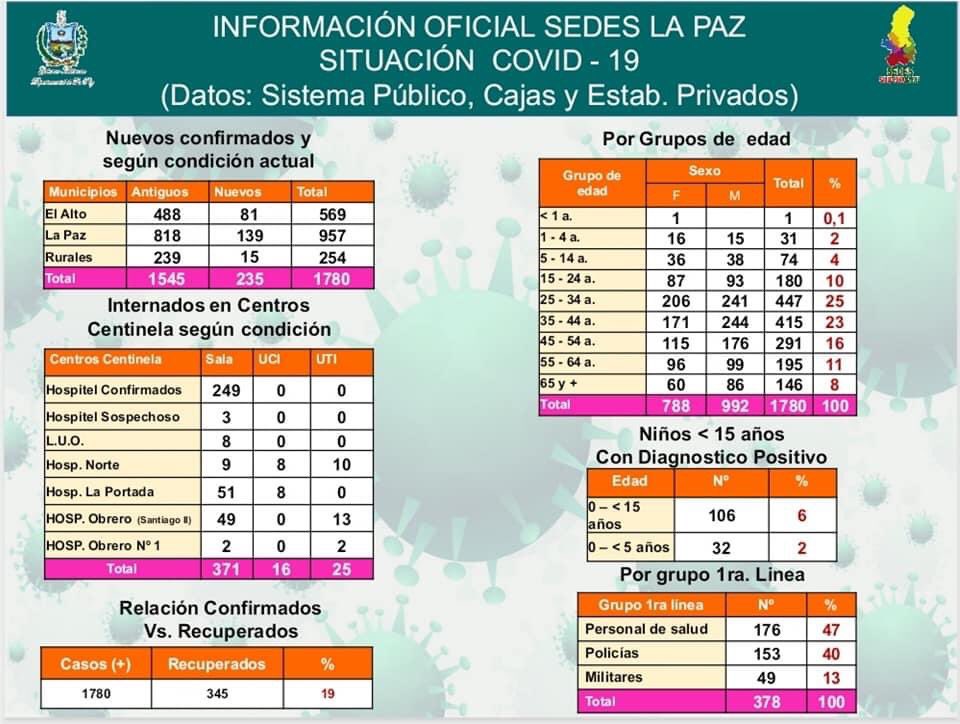 INFORMACIÓN OFICIAL SEDES LA PAZ
SITUACIÓN COVID - 19
(Datos: Sistema Público, Cajas y Estab. Privados)
SEDES
Nuevos confirmados y
según condición actual
Municipios Antiguos Nuevos Total
El Alto 488 81 569
La Paz 818 139 957
Rurales 239 15 254
Total 1545 235 1780
Internados en Centros
Centinela según condición
Centros Centinela Sala UCI UTI
Hospitel Confirmados 249 0 0
Hospitel Sospechoso 3 0 0
L.U.O. 8 0 0
Hosp. Norte 9 8 10
Hosp. La Portada 51 8 0
HOSP. Obrero (Santiago II) 49 0 13
HOSP. Obrero Nº 1 2 0 2
Total 371 16 25
Relación Confirmados
Vs. Recuperados
Casos (+) Recuperados %
1780 345 19
Por Grupos de edad
Grupo de edad Sexo Total %
F M
< 1 a. 1 1 0,1
1 - 4 a. 16 15 31 2
5 - 14 a. 36 38 74 4
15 - 24 a. 87 93 180 10
25 - 34 a. 206 241 447 25
35 - 44 a. 171 244 415 23
45 - 54 a. 115 176 291 16
55 - 64 a. 96 99 195 11
65 y + 60 86 146 8
Total 788 992 1780 100
Niños < 15 años
Con Diagnostico Positivo
Edad Nº %
0 – < 15 años 106 6
0 – < 5 años 32 2
Por grupo 1ra. Linea
Grupo 1ra línea Nº %
Personal de salud 176 47
Policías 153 40
Militares 49 13
Total 378 100